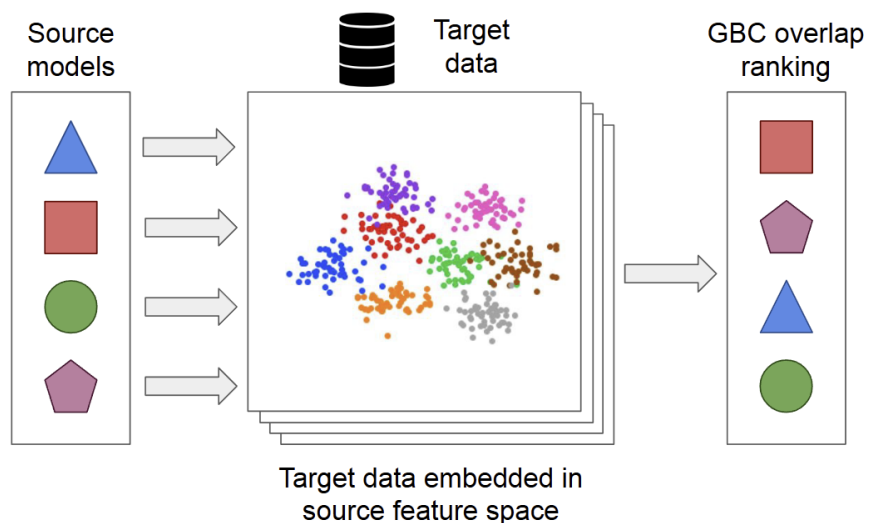 Source
models
Target
data
GBC overlap
ranking
Target data embedded in
source feature space